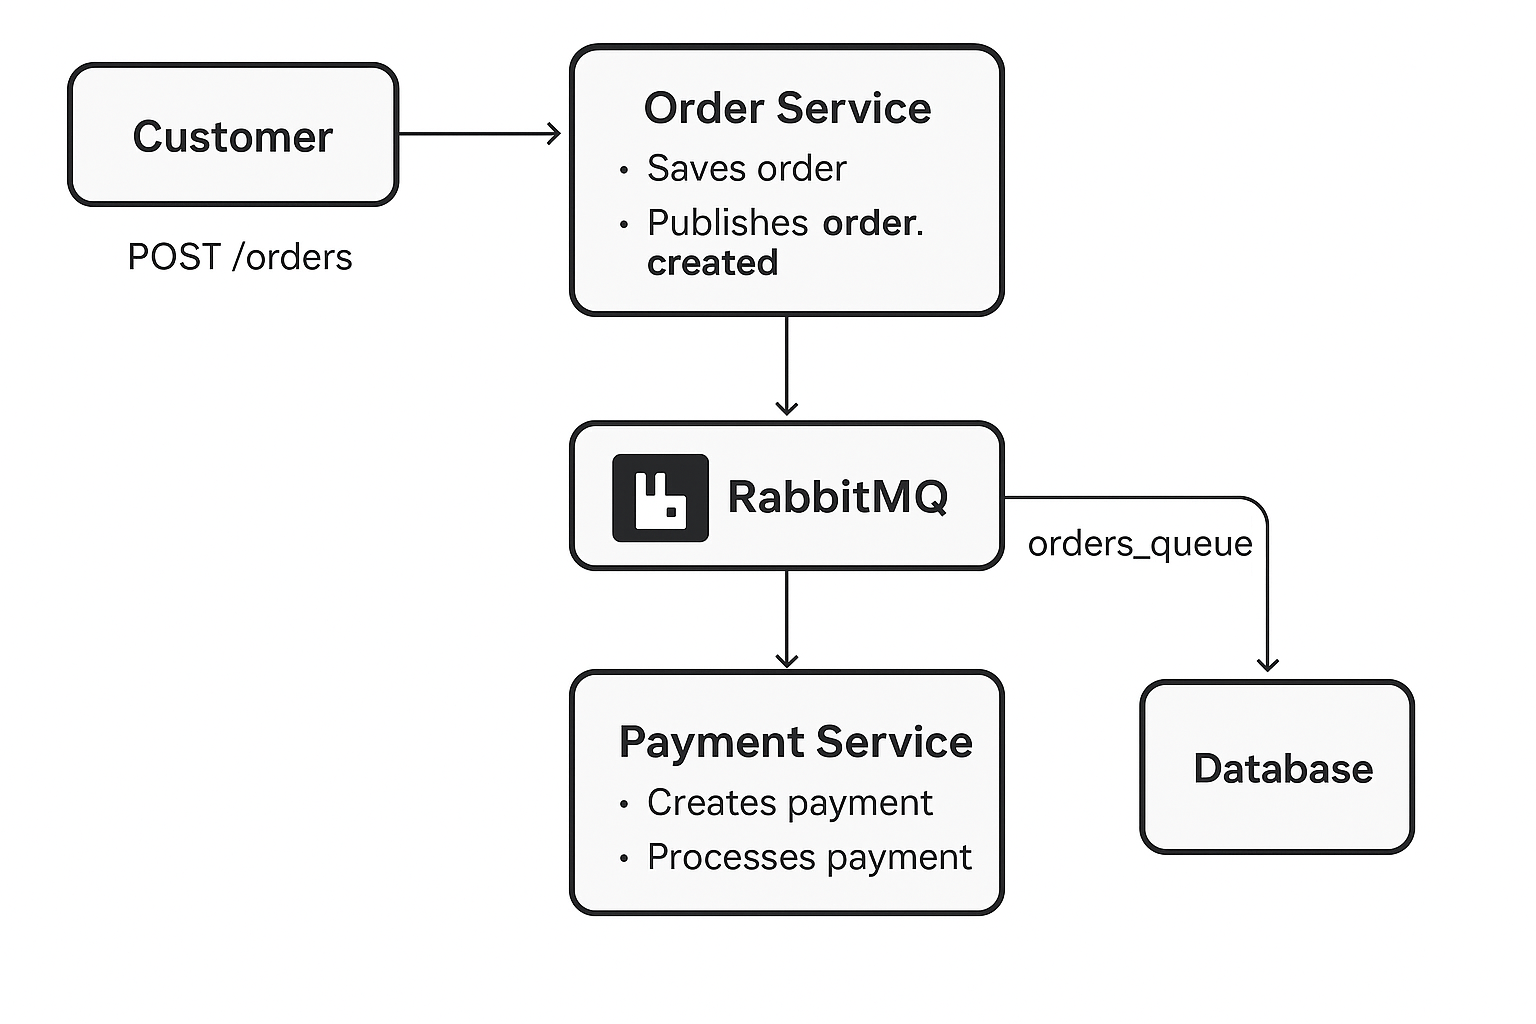 Customer
POST /orders
Order Service
• Saves order
• Publishes order.
created
RabbitMQ
orders_queue
Payment Service
• Creates payment
• Processes payment
Database